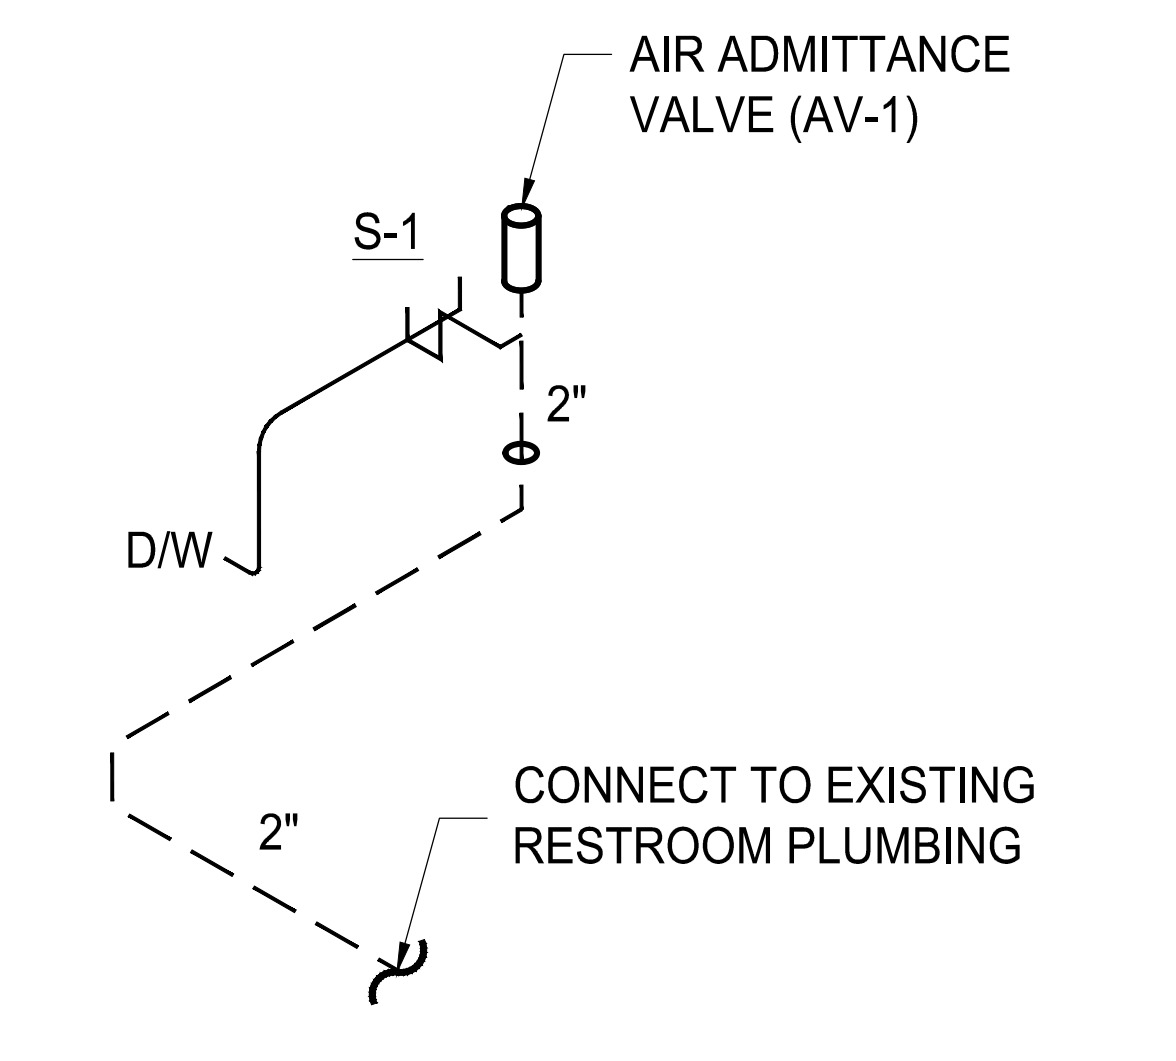 AIR ADMITTANCE
VALVE (AV-1)
S-1
2"
D/W
CONNECT TO EXISTING
RESTROOM PLUMBING
2"